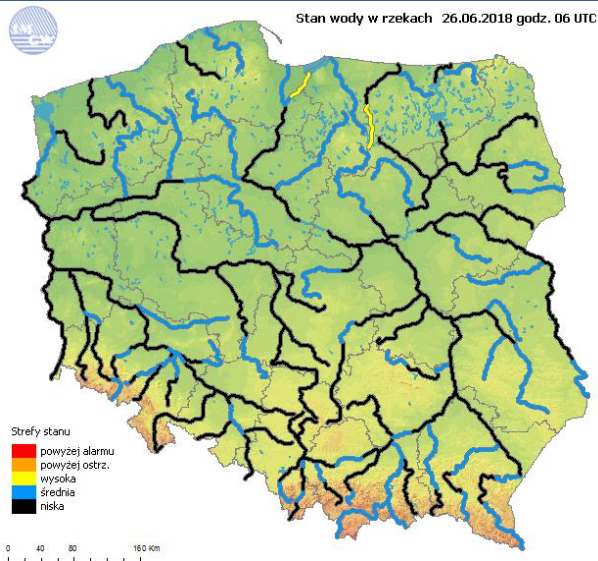 Stan wody w rzekach 26.06.2018 godz. 06 UTC
Strefy stanu
powyżej alarmu
powyżej ostrz.
wysoka
średnia
niska
0 40 80 160 Km